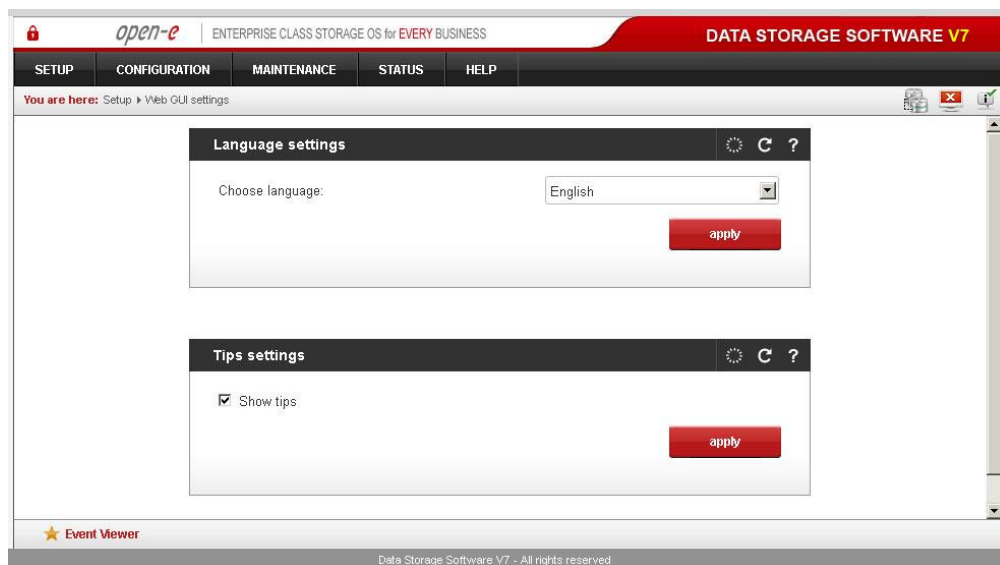 open-e ENTERPRISE CLASS STORAGE OS for EVERY BUSINESS DATA STORAGE SOFTWARE V7
SETUP CONFIGURATION MAINTENANCE STATUS HELP
You are here: Setup Web GUI settings
Language settings
Choose language: English
apply
Tips settings
Show tips
apply
Event Viewer
Data Storage Software V7 - All rights reserved